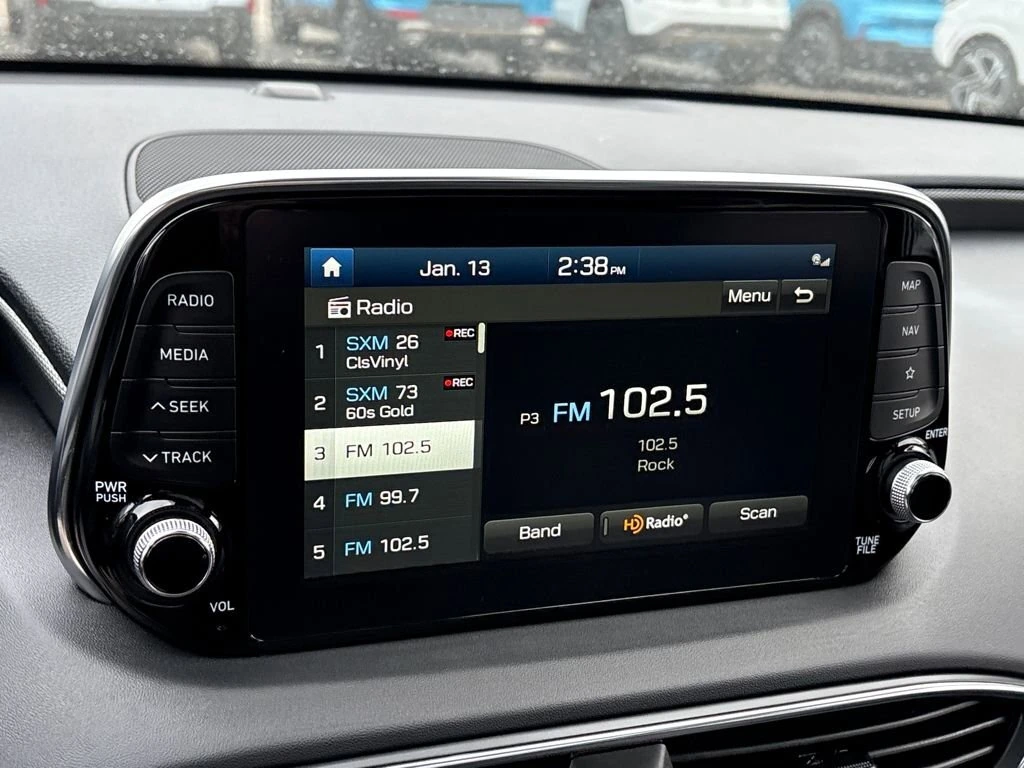 Jan. 13
2:38 PM
Radio
Menu
1 SXM 26 REC
ClsVinyl
2 SXM 73 REC
60s Gold
3 FM 102.5
4 FM 99.7
5 FM 102.5
P3 FM 102.5
102.5
Rock
Band
HD Radio®
Scan
RADIO
MEDIA
SEEK
TRACK
PWR
PUSH
VOL
MAP
NAV
SETUP
ENTER
TUNE
FILE